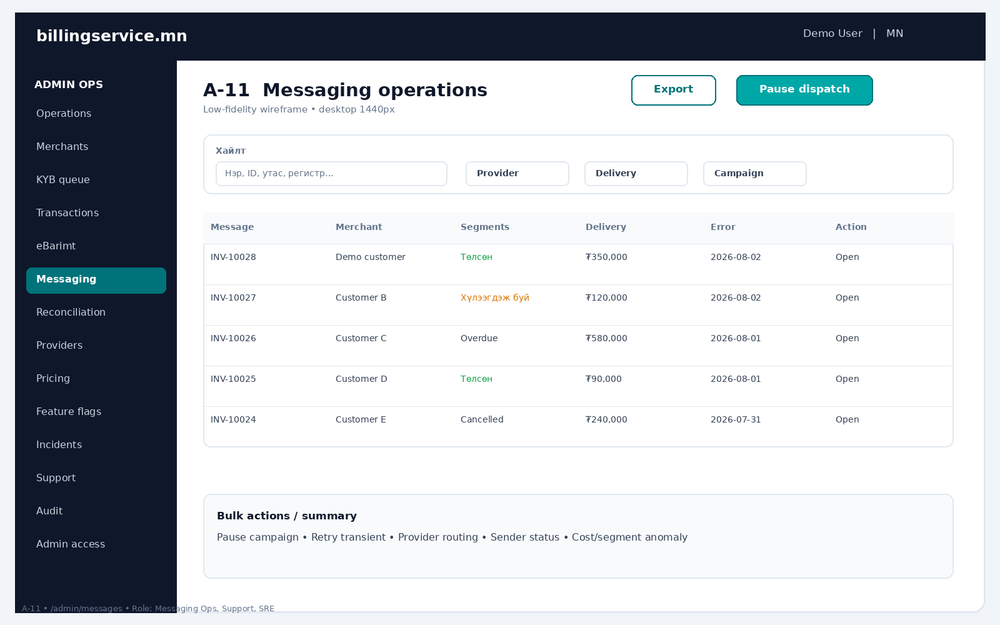 billingservice.mn
Demo User | MN
ADMIN OPS
Operations
Merchants
KYB queue
Transactions
eBarimt
Messaging
Reconciliation
Providers
Pricing
Feature flags
Incidents
Support
Audit
Admin access
A-11 Messaging operations
Low-fidelity wireframe • desktop 1440px
Export
Pause dispatch
Хайлт
Нэр, ID, утас, регистр...
Provider
Delivery
Campaign
Message Merchant Segments Delivery Error Action
INV-10028 Demo customer Төлсөн ₮350,000 2026-08-02 Open
INV-10027 Customer B Хүлээгдэж буй ₮120,000 2026-08-02 Open
INV-10026 Customer C Overdue ₮580,000 2026-08-01 Open
INV-10025 Customer D Төлсөн ₮90,000 2026-08-01 Open
INV-10024 Customer E Cancelled ₮240,000 2026-07-31 Open
Bulk actions / summary
Pause campaign • Retry transient • Provider routing • Sender status • Cost/segment anomaly
A-11 • /admin/messages • Role: Messaging Ops, Support, SRE